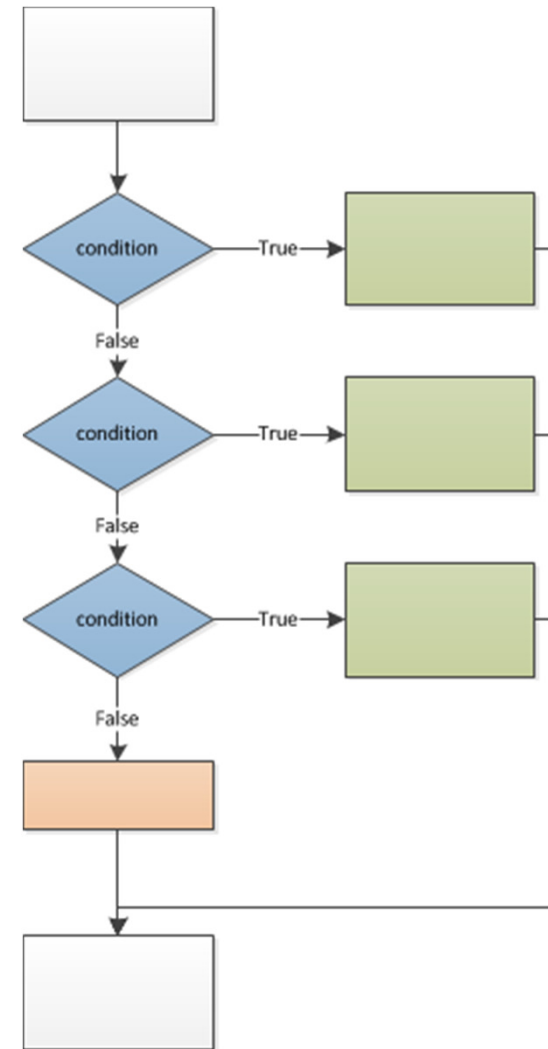 condition
True
False
condition
True
False
condition
True
False